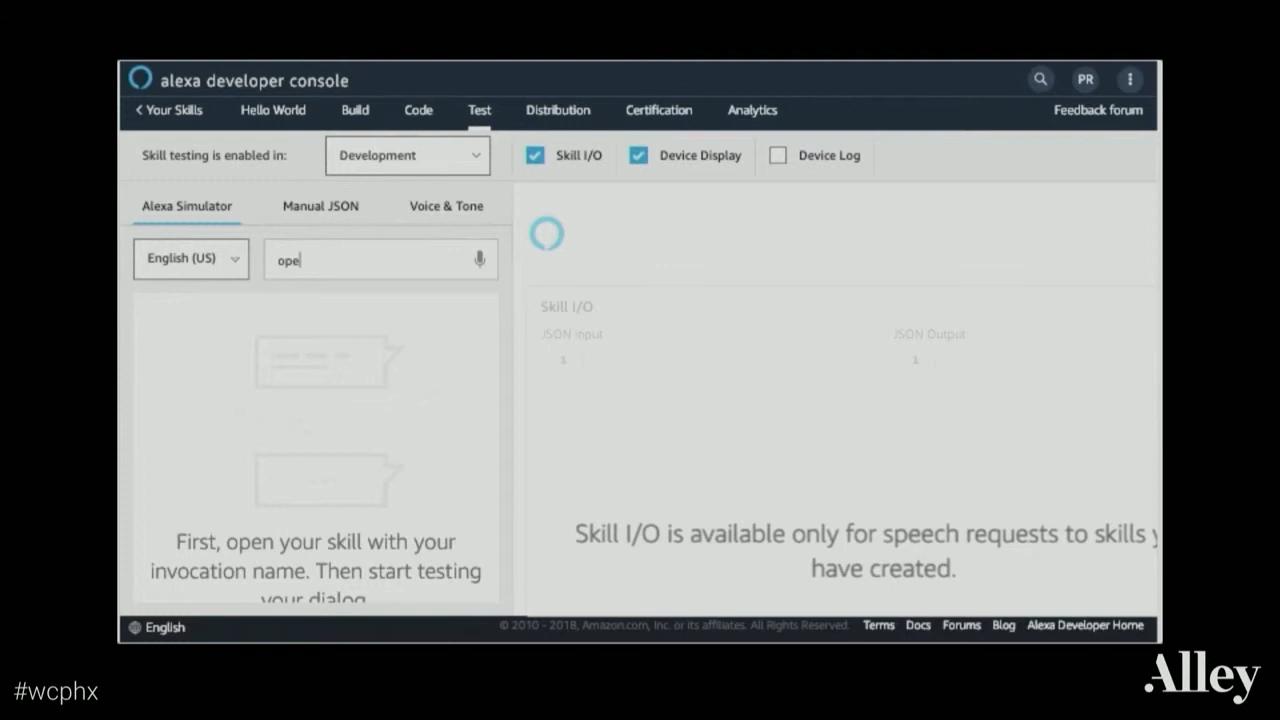 alexa developer console
PR
< Your Skills Hello World Build Code Test Distribution Certification Analytics Feedback forum
Skill testing is enabled in: Development Skill I/O Device Display Device Log
Alexa Simulator Manual JSON Voice & Tone
English (US) ope
Skill I/O
JSON Input JSON Output
1 1
First, open your skill with your
invocation name. Then start testing
your dialog
Skill I/O is available only for speech requests to skills y
have created.
English © 2010 - 2018, Amazon.com, Inc. or its affiliates. All Rights Reserved. Terms Docs Forums Blog Alexa Developer Home
#wcphx
Alley